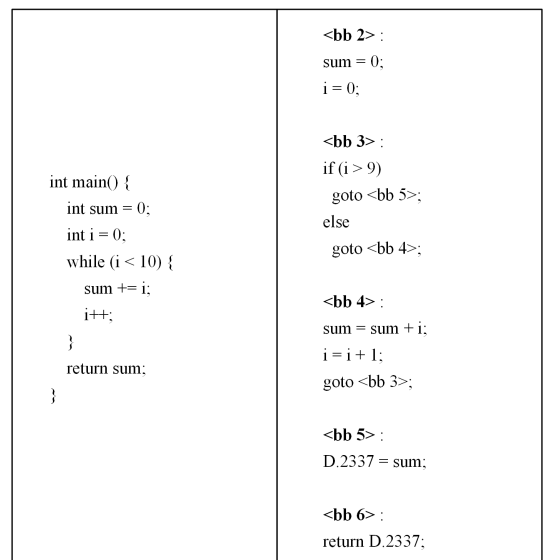 int main() {
int sum = 0;
int i = 0;
while (i < 10) {
sum += i;
i++;
}
return sum;
}
<bb 2> :
sum = 0;
i = 0;
<bb 3> :
if (i > 9)
goto <bb 5>;
else
goto <bb 4>;
<bb 4> :
sum = sum + i;
i = i + 1;
goto <bb 3>;
<bb 5> :
D.2337 = sum;
<bb 6> :
return D.2337;